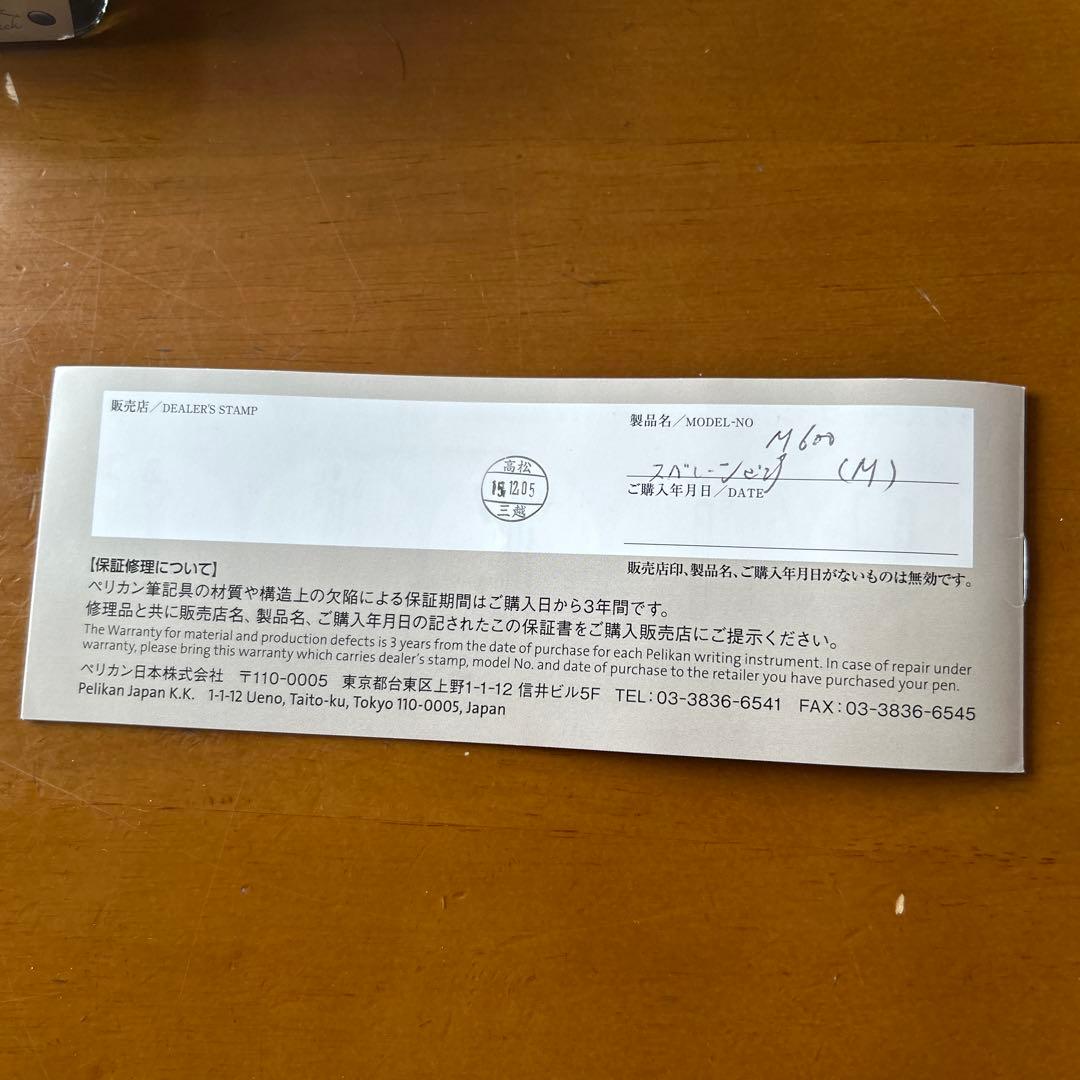 販売店／DEALER'S STAMP
高松
15.12.05
三越
製品名／MODEL-NO
M600
スベレーン (M)
ご購入年月日／DATE
販売店印、製品名、ご購入年月日がないものは無効です。
【保証修理について】
ペリカン筆記具の材質や構造上の欠陥による保証期間はご購入日から3年間です。
修理品と共に販売店名、製品名、ご購入年月日の記されたこの保証書をご購入販売店にご提示ください。
The Warranty for material and production defects is 3 years from the date of purchase for each Pelikan writing instrument. In case of repair under
warranty, please bring this warranty which carries dealer's stamp, model No. and date of purchase to the retailer you have purchased your pen.
ペリカン日本株式会社 〒110-0005 東京都台東区上野1-1-12 信井ビル5F TEL：03-3836-6541 FAX：03-3836-6545
Pelikan Japan K.K. 1-1-12 Ueno, Taito-ku, Tokyo 110-0005, Japan